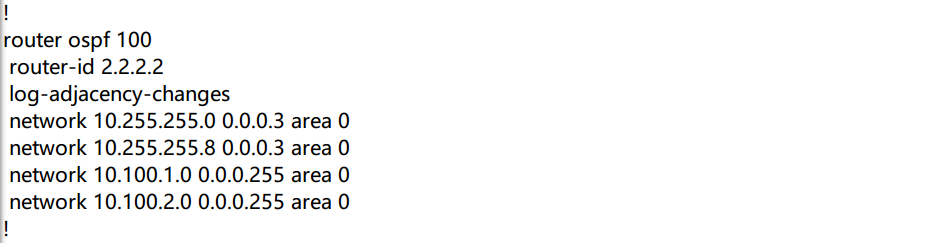 !
router ospf 100
 router-id 2.2.2.2
 log-adjacency-changes
 network 10.255.255.0 0.0.0.3 area 0
 network 10.255.255.8 0.0.0.3 area 0
 network 10.100.1.0 0.0.0.255 area 0
 network 10.100.2.0 0.0.0.255 area 0
!